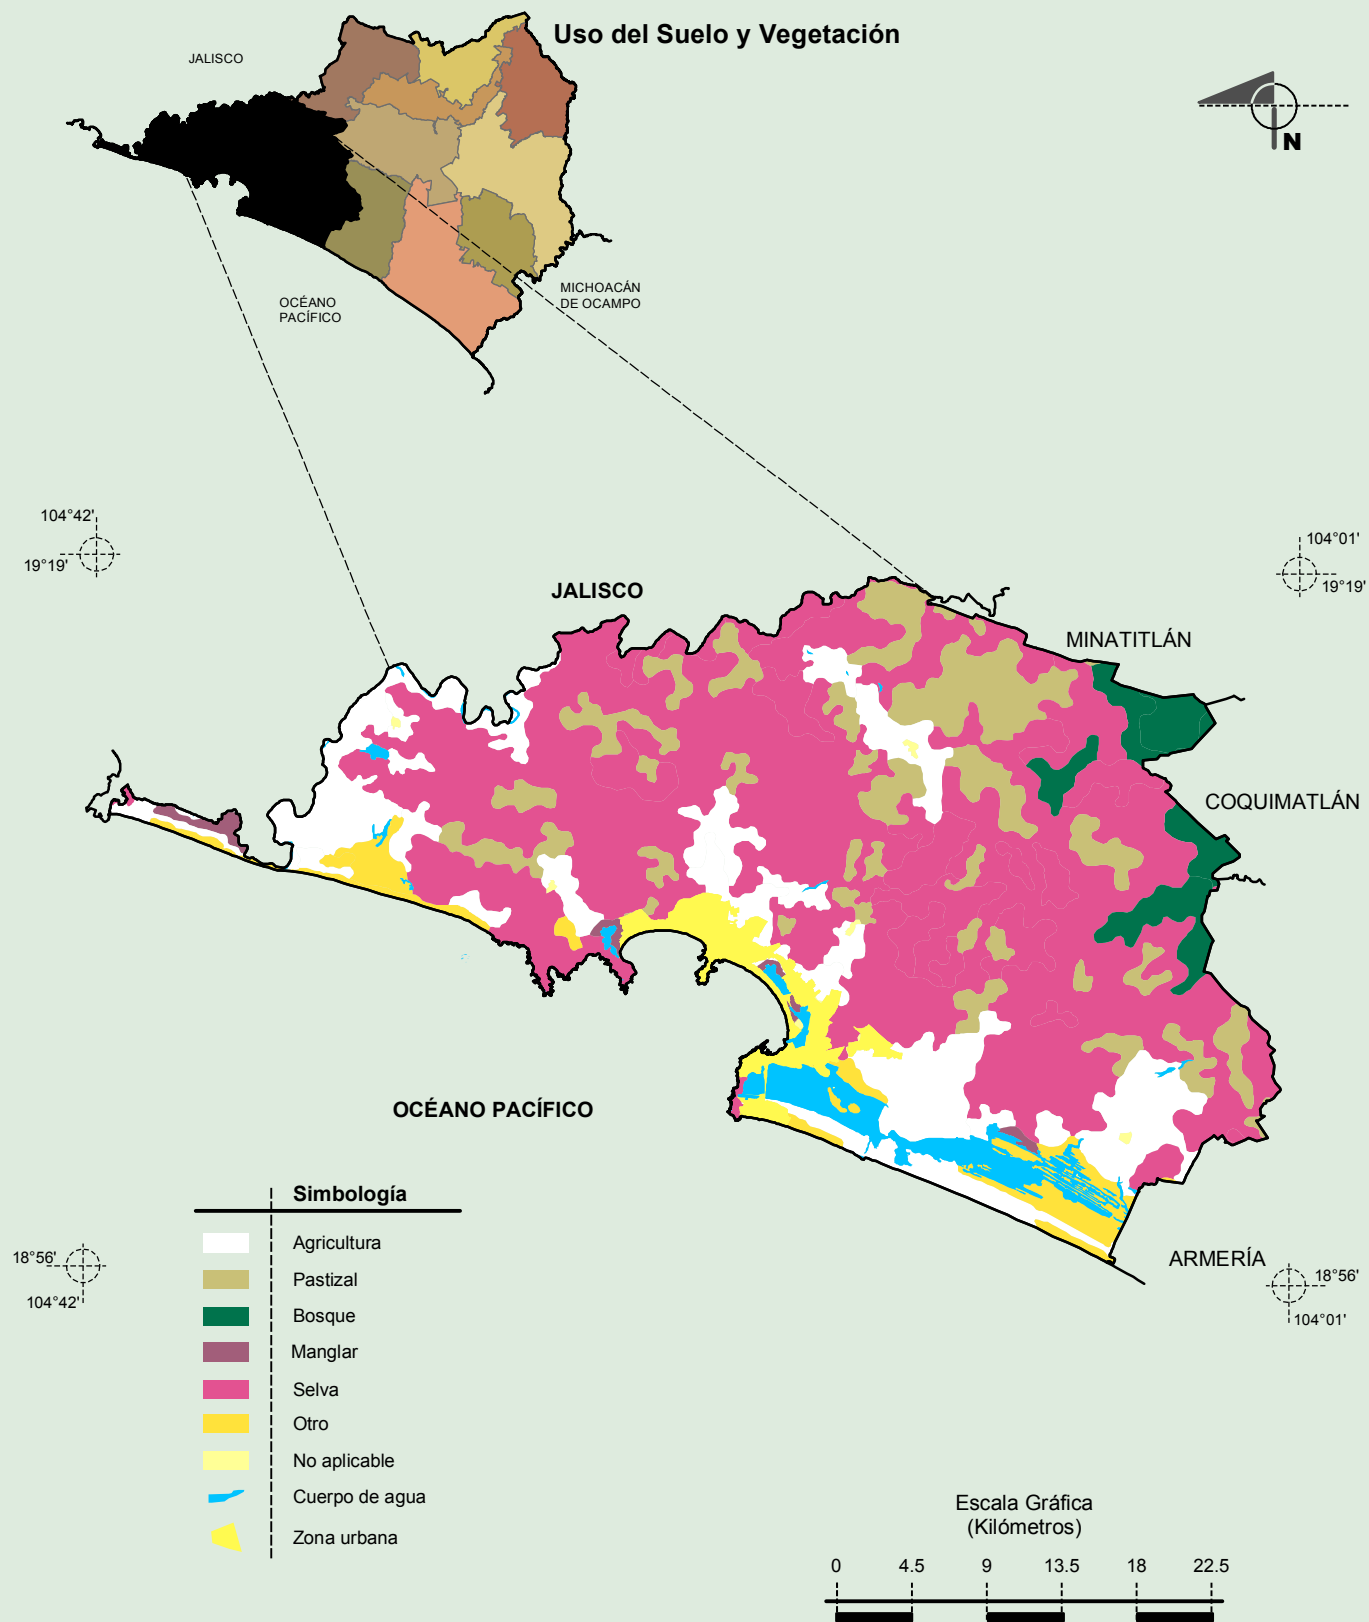 Uso del Suelo y Vegetación
JALISCO
N
OCÉANO
PACÍFICO
MICHOACÁN
DE OCAMPO
104°42'
19°19'
104°01'
19°19'
JALISCO
MINATITLÁN
COQUIMATLÁN
OCÉANO PACÍFICO
ARMERÍA
18°56'
104°42'
18°56'
104°01'
Simbología
Agricultura
Pastizal
Bosque
Manglar
Selva
Otro
No aplicable
Cuerpo de agua
Zona urbana
Escala Gráfica
(Kilómetros)
0 4.5 9 13.5 18 22.5